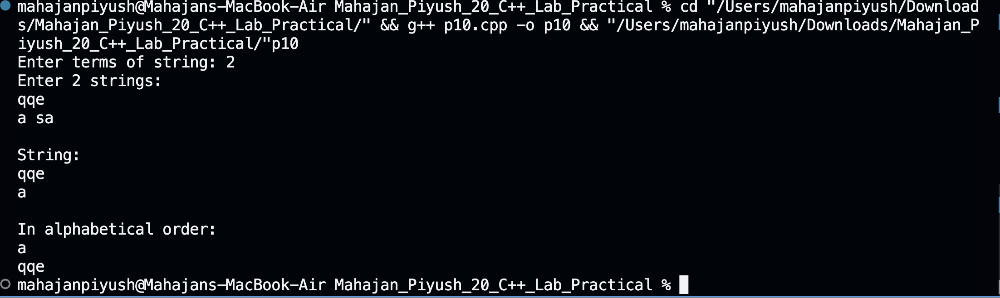 mahajanpiyush@Mahajans-MacBook-Air Mahajan_Piyush_20_C++_Lab_Practical % cd "/Users/mahajanpiyush/Download
s/Mahajan_Piyush_20_C++_Lab_Practical/" && g++ p10.cpp -o p10 && "/Users/mahajanpiyush/Downloads/Mahajan_P
iyush_20_C++_Lab_Practical/"p10
Enter terms of string: 2
Enter 2 strings:
qqe
a sa

String:
qqe
a

In alphabetical order:
a
qqe
mahajanpiyush@Mahajans-MacBook-Air Mahajan_Piyush_20_C++_Lab_Practical %